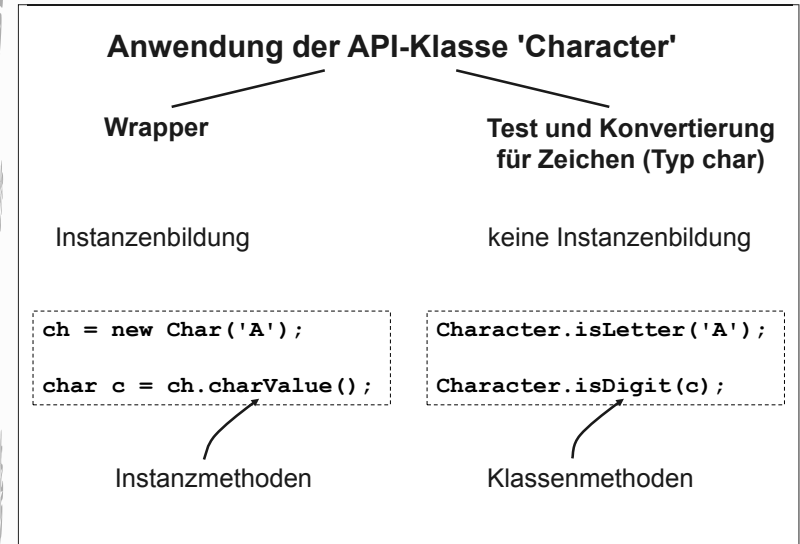 Anwendung der API-Klasse 'Character'
Wrapper
Test und Konvertierung
für Zeichen (Typ char)
Instanzenbildung
keine Instanzenbildung
ch = new Char('A');
char c = ch.charValue();
Character.isLetter('A');
Character.isDigit(c);
Instanzmethoden
Klassenmethoden